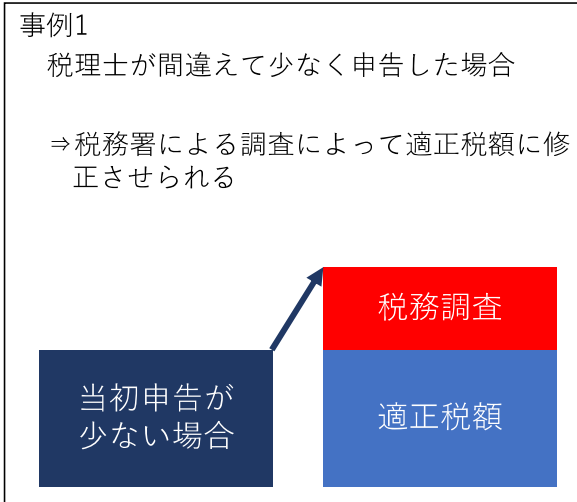 事例1
税理士が間違えて少なく申告した場合
⇒税務署による調査によって適正税額に修
正させられる
税務調査
当初申告が
少ない場合
適正税額